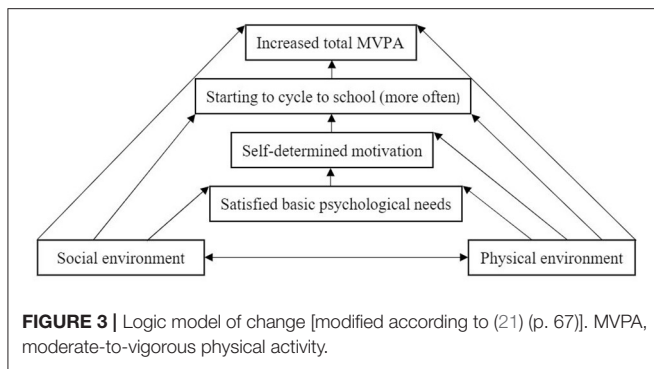 Increased total MVPA
Starting to cycle to school (more often)
Self-determined motivation
Satisfied basic psychological needs
Social environment
Physical environment
FIGURE 3 | Logic model of change [modified according to (21) (p. 67)]. MVPA,
moderate-to-vigorous physical activity.